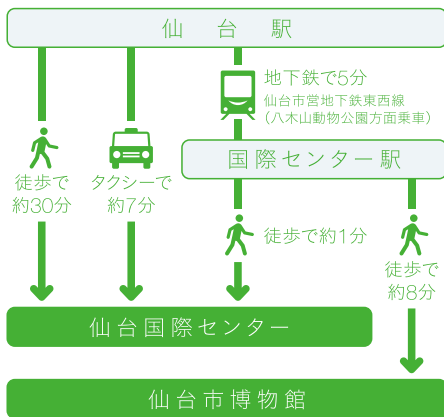 仙台駅
地下鉄で5分
仙台市営地下鉄東西線
(八木山動物公園方面乗車)
国際センター駅
徒歩で
約30分
タクシーで
約7分
徒歩で約1分
徒歩で
約8分
仙台国際センター
仙台市博物館